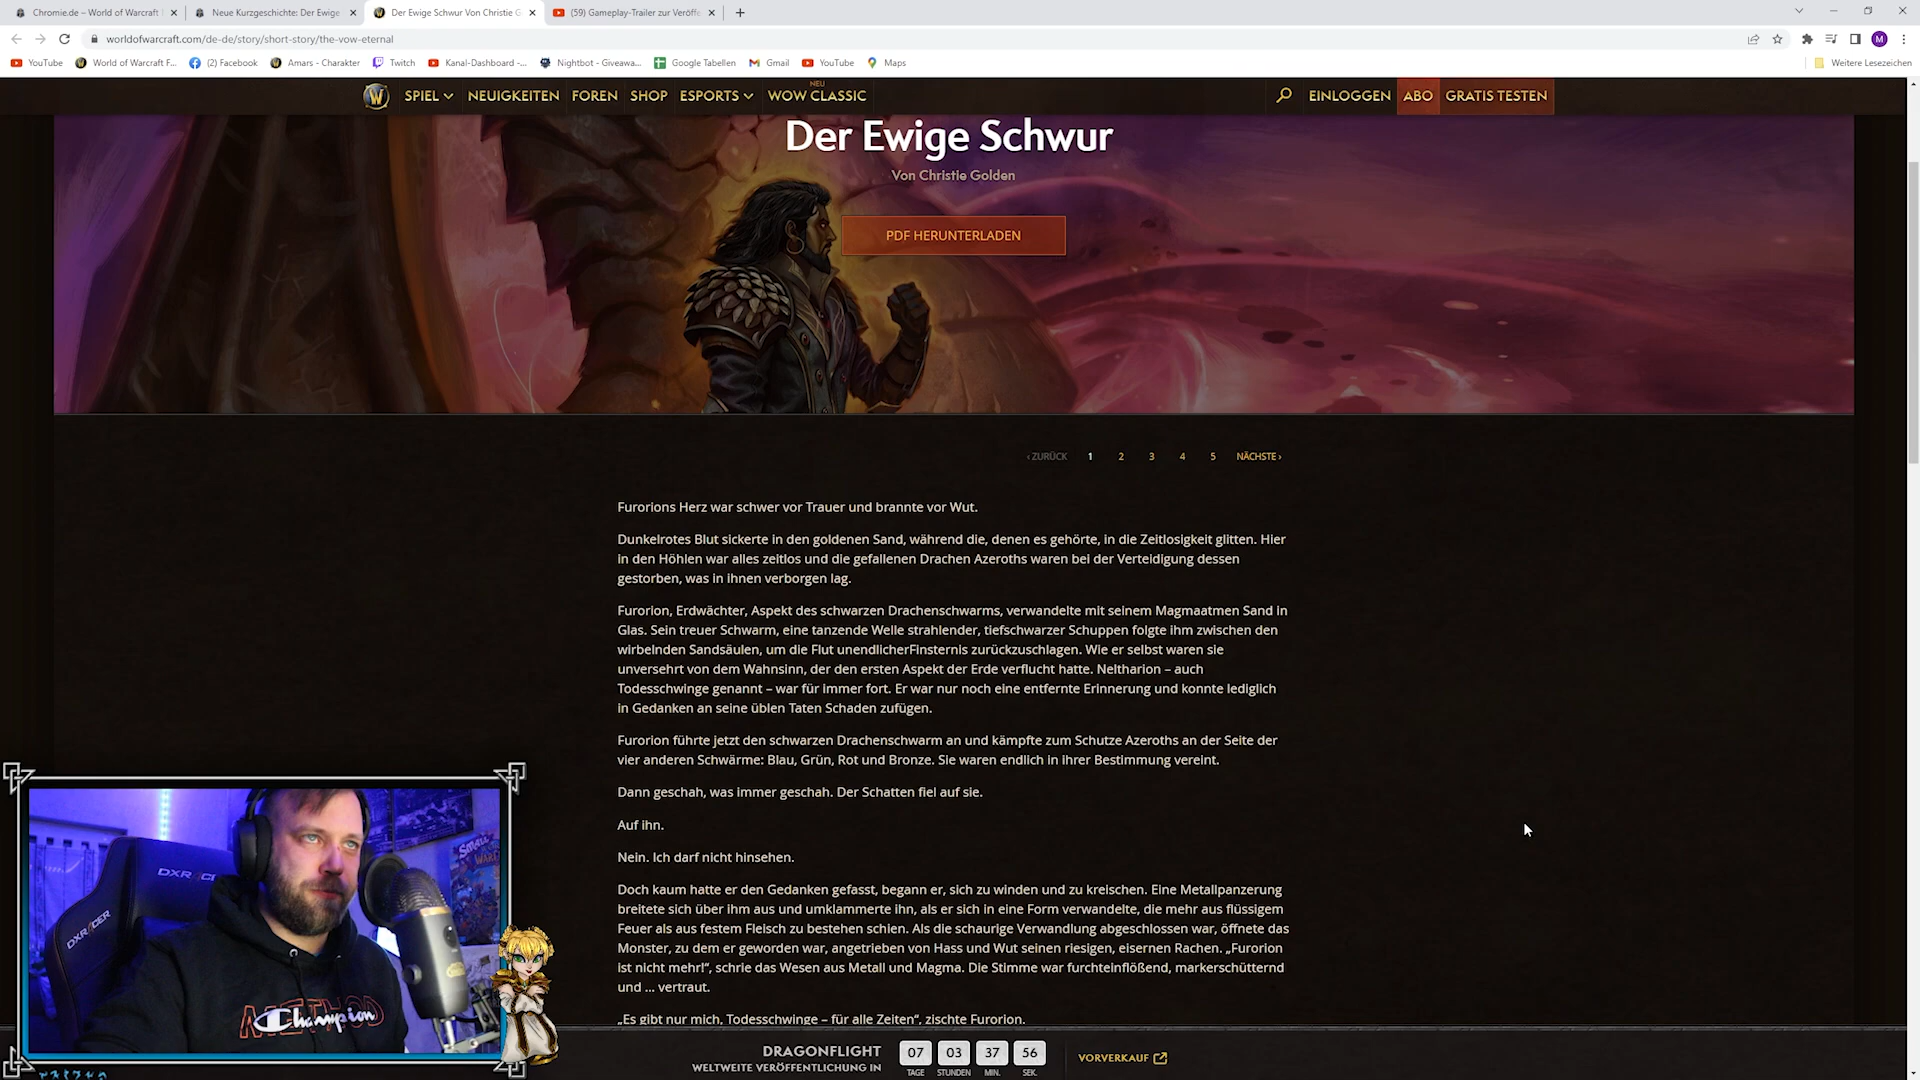 Chromie.de – World of Warcraft
Neue Kurzgeschichte: Der Ewige
Der Ewige Schwur Von Christie G
(59) Gameplay-Trailer zur Veröffe
worldofwarcraft.com/de-de/story/short-story/the-vow-eternal
M
YouTube
World of Warcraft F...
(2) Facebook
Amars - Charakter
Twitch
Kanal-Dashboard -...
Nightbot - Giveawa...
Google Tabellen
Gmail
YouTube
Maps
Weitere Lesezeichen
SPIEL
NEUIGKEITEN
FOREN
SHOP
ESPORTS
NEU
WOW CLASSIC
EINLOGGEN
ABO
GRATIS TESTEN
Der Ewige Schwur
Von Christie Golden
PDF HERUNTERLADEN
‹ ZURÜCK 1 2 3 4 5 NÄCHSTE ›
Furorions Herz war schwer vor Trauer und brannte vor Wut.
Dunkelrotes Blut sickerte in den goldenen Sand, während die, denen es gehörte, in die Zeitlosigkeit glitten. Hier
in den Höhlen war alles zeitlos und die gefallenen Drachen Azeroths waren bei der Verteidigung dessen
gestorben, was in ihnen verborgen lag.
Furorion, Erdwächter, Aspekt des schwarzen Drachenschwarms, verwandelte mit seinem Magmaatmen Sand in
Glas. Sein treuer Schwarm, eine tanzende Welle strahlender, tiefschwarzer Schuppen folgte ihm zwischen den
wirbelnden Sandsäulen, um die Flut unendlicherFinsternis zurückzuschlagen. Wie er selbst waren sie
unversehrt von dem Wahnsinn, der den ersten Aspekt der Erde verflucht hatte. Neltharion – auch
Todesschwinge genannt – war für immer fort. Er war nur noch eine entfernte Erinnerung und konnte lediglich
in Gedanken an seine üblen Taten Schaden zufügen.
Furorion führte jetzt den schwarzen Drachenschwarm an und kämpfte zum Schutze Azeroths an der Seite der
vier anderen Schwärme: Blau, Grün, Rot und Bronze. Sie waren endlich in ihrer Bestimmung vereint.
Dann geschah, was immer geschah. Der Schatten fiel auf sie.
Auf ihn.
Nein. Ich darf nicht hinsehen.
Doch kaum hatte er den Gedanken gefasst, begann er, sich zu winden und zu kreischen. Eine Metallpanzerung
breitete sich über ihm aus und umklammerte ihn, als er sich in eine Form verwandelte, die mehr aus flüssigem
Feuer als aus festem Fleisch zu bestehen schien. Als die schaurige Verwandlung abgeschlossen war, öffnete das
Monster, zu dem er geworden war, angetrieben von Hass und Wut seinen riesigen, eisernen Rachen. „Furorion
ist nicht mehr!“, schrie das Wesen aus Metall und Magma. Die Stimme war furchteinflößend, markerschütternd
und ... vertraut.
„Es gibt nur mich, Todesschwinge – für alle Zeiten“, zischte Furorion.
DXRACER
DXRACER
METHOD
Champion
DRAGONFLIGHT
WELTWEITE VERÖFFENTLICHUNG IN
07 03 37 56
TAGE STUNDEN MIN. SEK.
VORVERKAUF